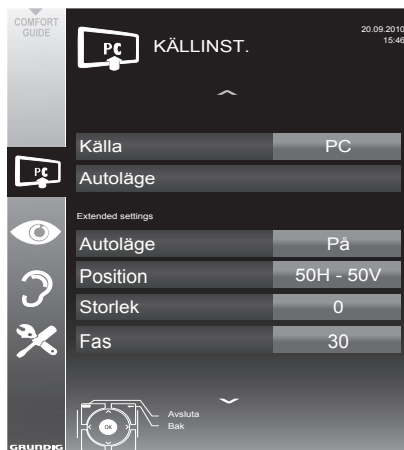 COMFORT
GUIDE
PC
KÄLLINST.
20.09.2010
15:46
Källa PC
Autoläge
PC
Extended settings
Autoläge På
Position 50H - 50V
Storlek 0
Fas 30
OK
Avsluta
Bak
GRUNDIG